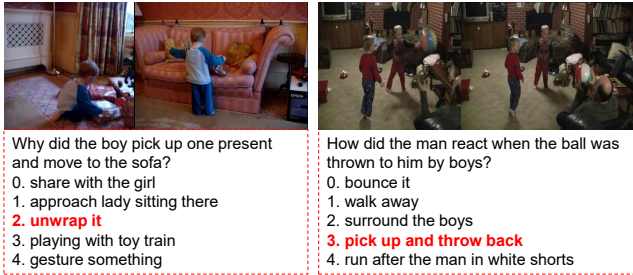 Why did the boy pick up one present
and move to the sofa?
0. share with the girl
1. approach lady sitting there
2. unwrap it
3. playing with toy train
4. gesture something
How did the man react when the ball was
thrown to him by boys?
0. bounce it
1. walk away
2. surround the boys
3. pick up and throw back
4. run after the man in white shorts